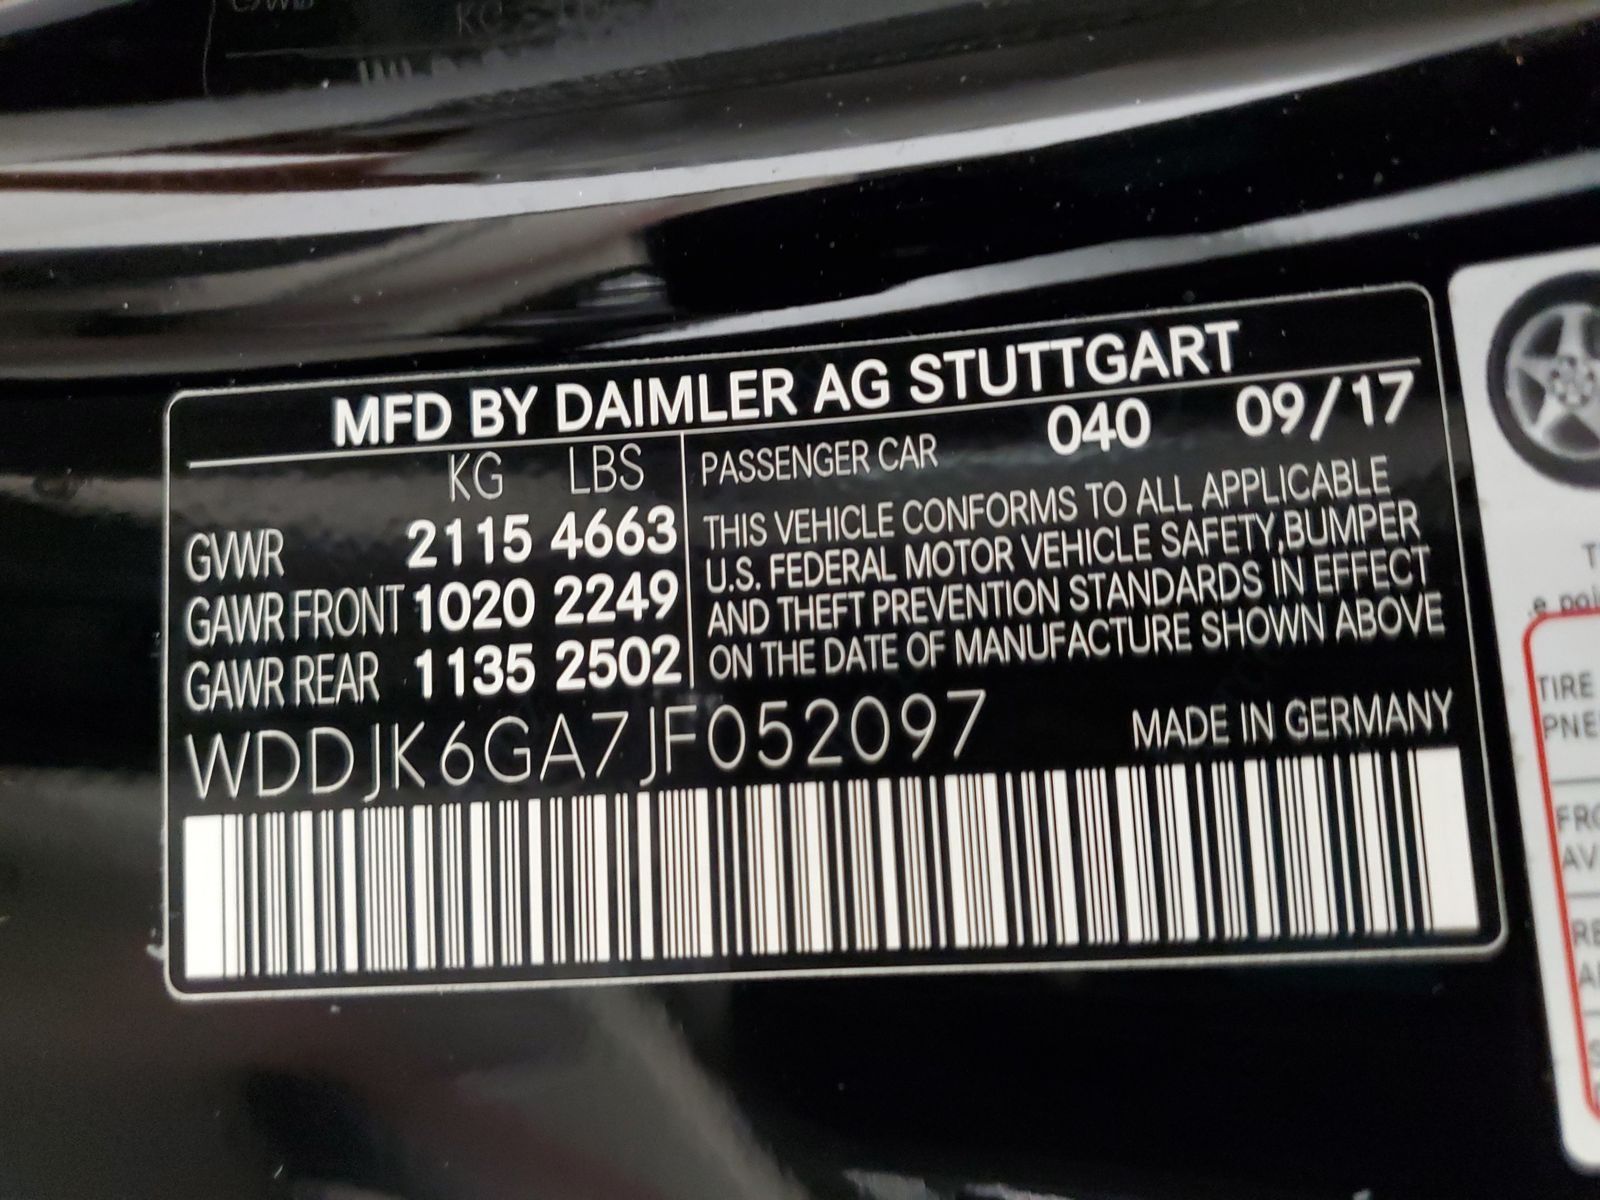 MFD BY DAIMLER AG STUTTGART
KG LBS
GVWR 2115 4663
GAWR FRONT 1020 2249
GAWR REAR 1135 2502
PASSENGER CAR 040 09/17
THIS VEHICLE CONFORMS TO ALL APPLICABLE
U.S. FEDERAL MOTOR VEHICLE SAFETY, BUMPER
AND THEFT PREVENTION STANDARDS IN EFFECT
ON THE DATE OF MANUFACTURE SHOWN ABOVE
WDDJK6GA7JF052097
MADE IN GERMANY
TIRE